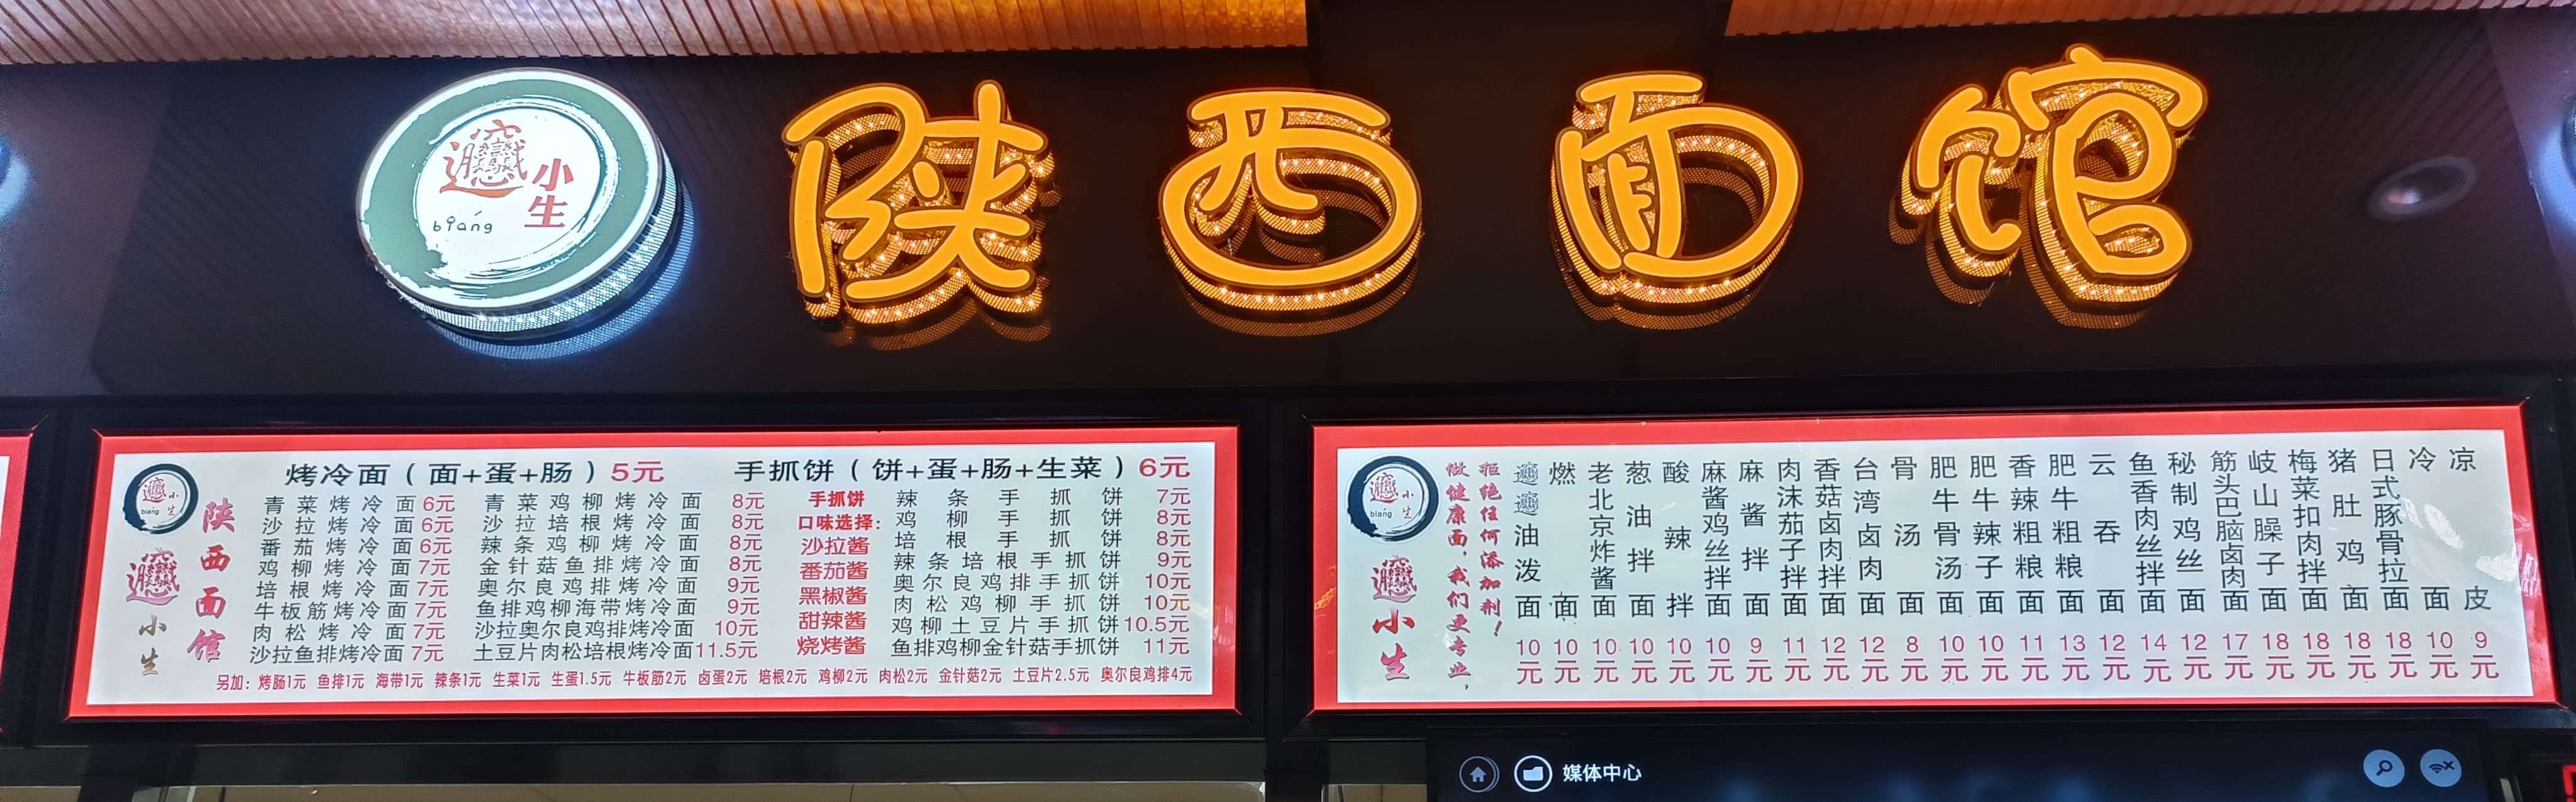 𰻝小生
biáng
陕西面馆
𰻝小生
biang
陕西面馆
𰻝小生
烤冷面（面+蛋+肠）5元
青菜烤冷面6元
沙拉烤冷面6元
番茄烤冷面6元
鸡柳烤冷面7元
培根烤冷面7元
牛板筋烤冷面7元
肉松烤冷面7元
沙拉鱼排烤冷面7元
青菜鸡柳烤冷面8元
沙拉培根烤冷面8元
辣条鸡柳烤冷面8元
金针菇鱼排烤冷面8元
奥尔良鸡排烤冷面9元
鱼排鸡柳海带烤冷面9元
沙拉奥尔良鸡排烤冷面10元
土豆片肉松培根烤冷面11.5元
手抓饼（饼+蛋+肠+生菜）6元
手抓饼
口味选择：
沙拉酱
番茄酱
黑椒酱
甜辣酱
烧烤酱
辣条手抓饼7元
鸡柳手抓饼8元
培根手抓饼8元
辣条培根手抓饼9元
奥尔良鸡排手抓饼10元
肉松鸡柳手抓饼10元
鸡柳土豆片手抓饼10.5元
鱼排鸡柳金针菇手抓饼11元
另加：烤肠1元 鱼排1元 海带1元 辣条1元 生菜1元 生蛋1.5元 牛板筋2元 卤蛋2元 培根2元 鸡柳2元 肉松2元 金针菇2元 土豆片2.5元 奥尔良鸡排4元
𰻝小生
biang
𰻝小生
拒绝任何添加剂！
做健康面，我们更专业，
𰻝𰻝油泼面10元
燃面10元
老北京炸酱面10元
葱油拌面10元
酸辣拌10元
麻酱鸡丝拌面10元
麻酱拌面9元
肉沫茄子拌面11元
香菇卤肉拌面12元
台湾卤肉面12元
骨汤面8元
肥牛骨汤面10元
肥牛辣子面10元
香辣粗粮面11元
肥牛粗粮面13元
云吞面12元
鱼香肉丝拌面14元
秘制鸡丝面12元
筋头巴脑卤肉面17元
岐山臊子面18元
梅菜扣肉拌面18元
猪肚鸡面18元
日式豚骨拉面18元
冷面10元
凉皮9元
媒体中心